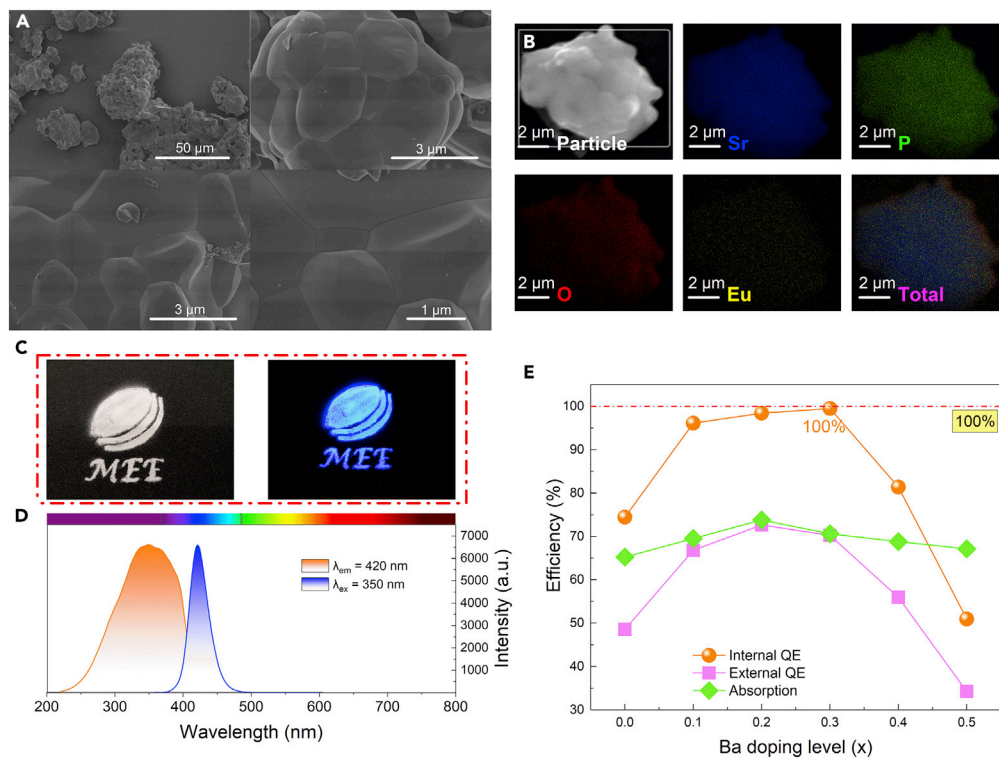 A
50 μm
3 μm
3 μm
1 μm
B
2 μm
Particle
2 μm
Sr
2 μm
P
2 μm
O
2 μm
Eu
2 μm
Total
C
MEE
MEE
D
λem = 420 nm
λex = 350 nm
7000
6000
5000
4000
3000
2000
1000
Intensity (a.u.)
200 300 400 500 600 700 800
Wavelength (nm)
E
100
90
80
70
60
50
40
30
Efficiency (%)
100%
100%
Internal QE
External QE
Absorption
0.0 0.1 0.2 0.3 0.4 0.5
Ba doping level (x)